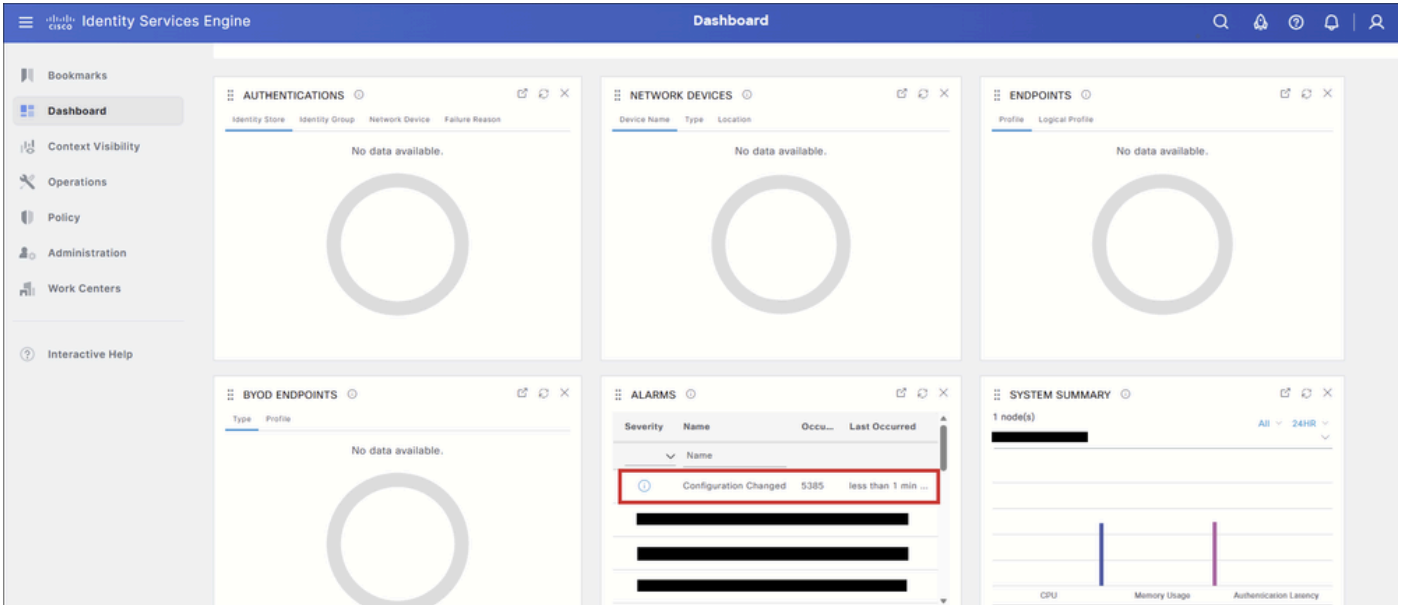 cisco Identity Services Engine
Dashboard
Bookmarks
Dashboard
Context Visibility
Operations
Policy
Administration
Work Centers
Interactive Help
AUTHENTICATIONS
Identity Store Identity Group Network Device Failure Reason
No data available.
NETWORK DEVICES
Device Name Type Location
No data available.
ENDPOINTS
Profile Logical Profile
No data available.
BYOD ENDPOINTS
Type Profile
No data available.
ALARMS
Severity Name Occu... Last Occurred
Name
Configuration Changed 5385 less than 1 min ...
SYSTEM SUMMARY
1 node(s)
All 24HR
CPU Memory Usage Authentication Latency